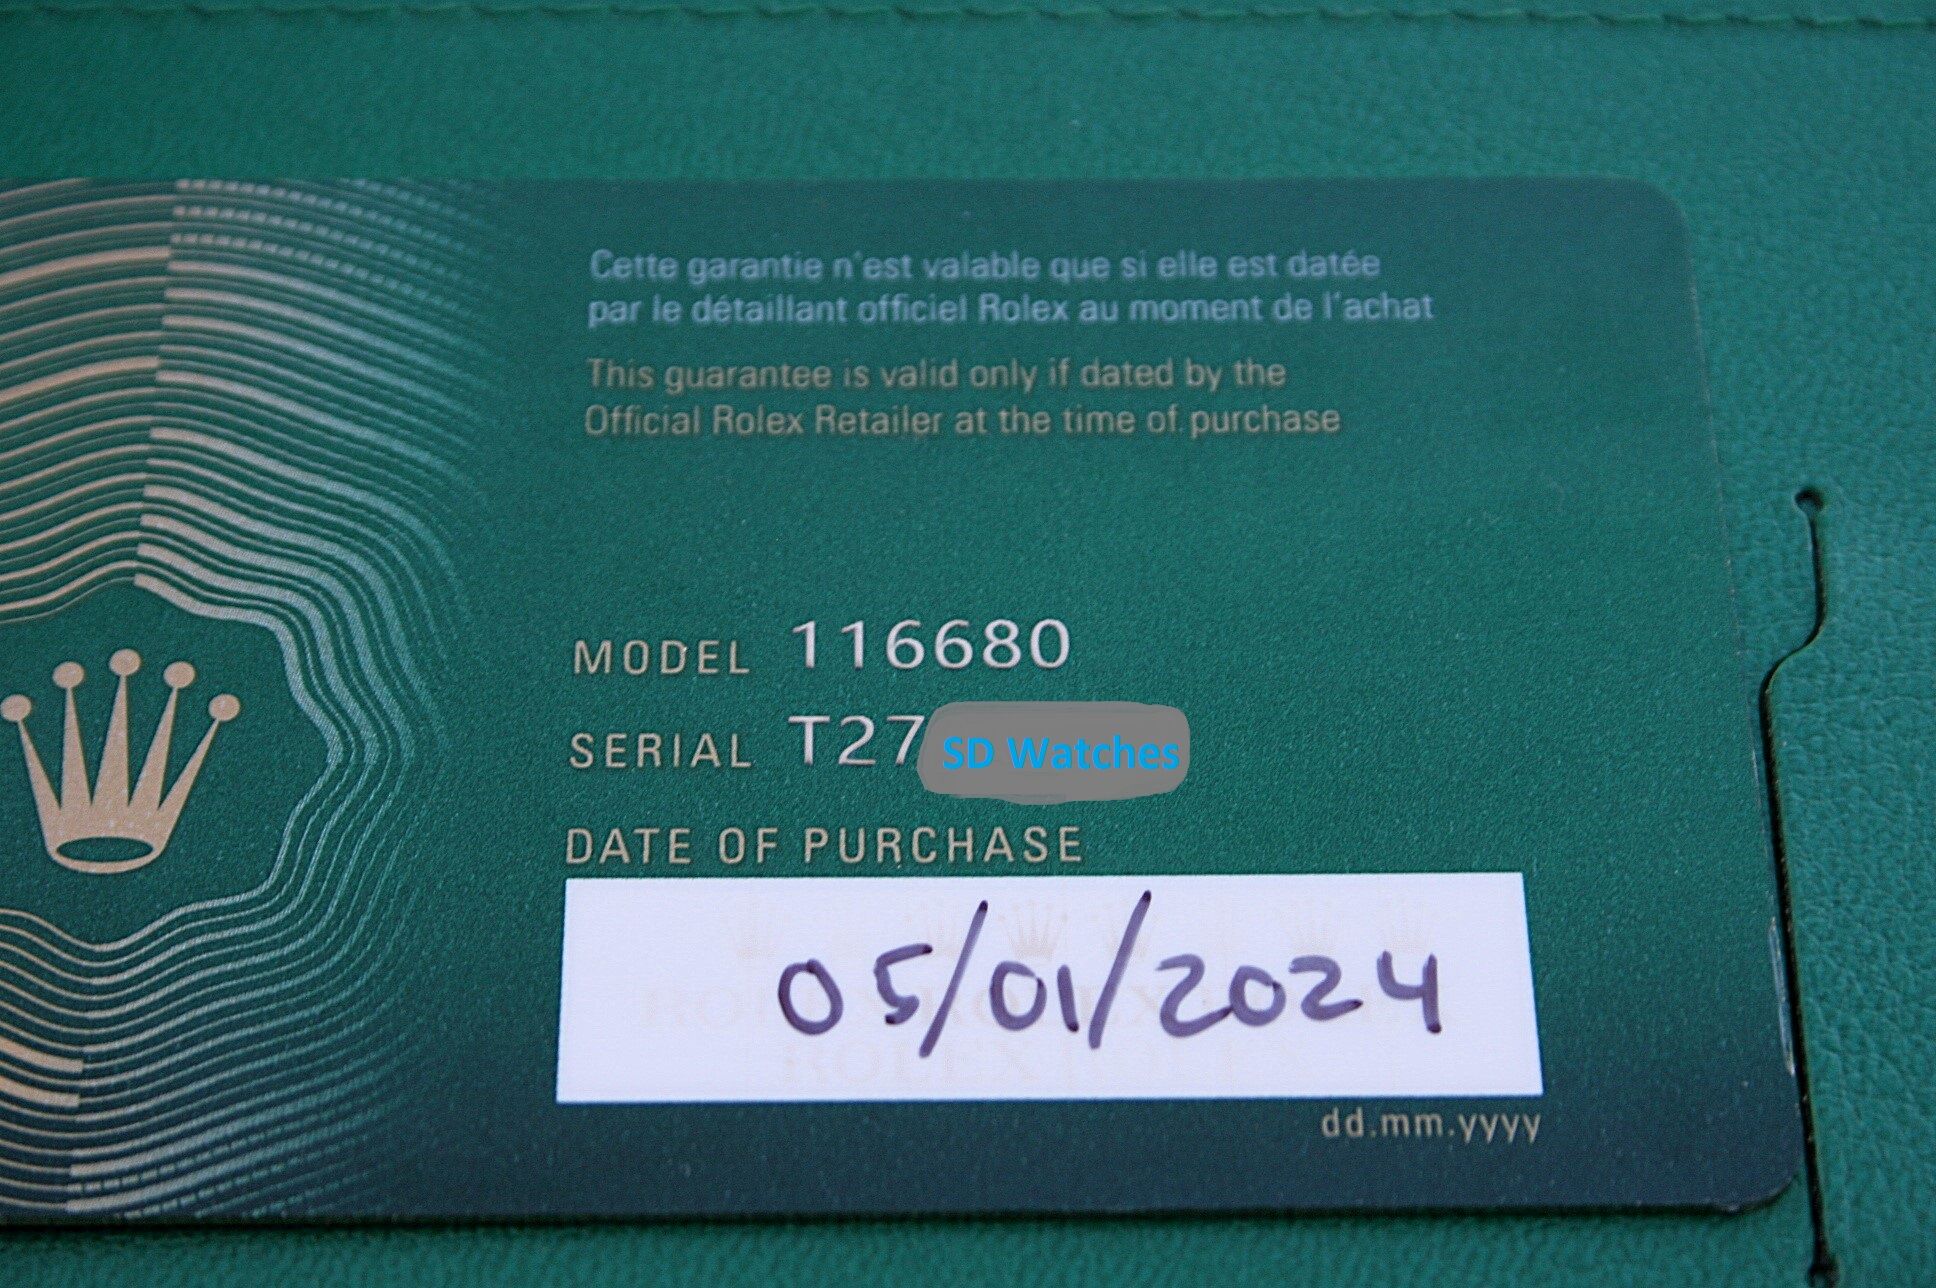 Cette garantie n'est valable que si elle est datée
par le détaillant officiel Rolex au moment de l'achat
This guarantee is valid only if dated by the
Official Rolex Retailer at the time of purchase
MODEL 116680
SERIAL T27 SD Watches
DATE OF PURCHASE
05/01/2024
dd.mm.yyyy